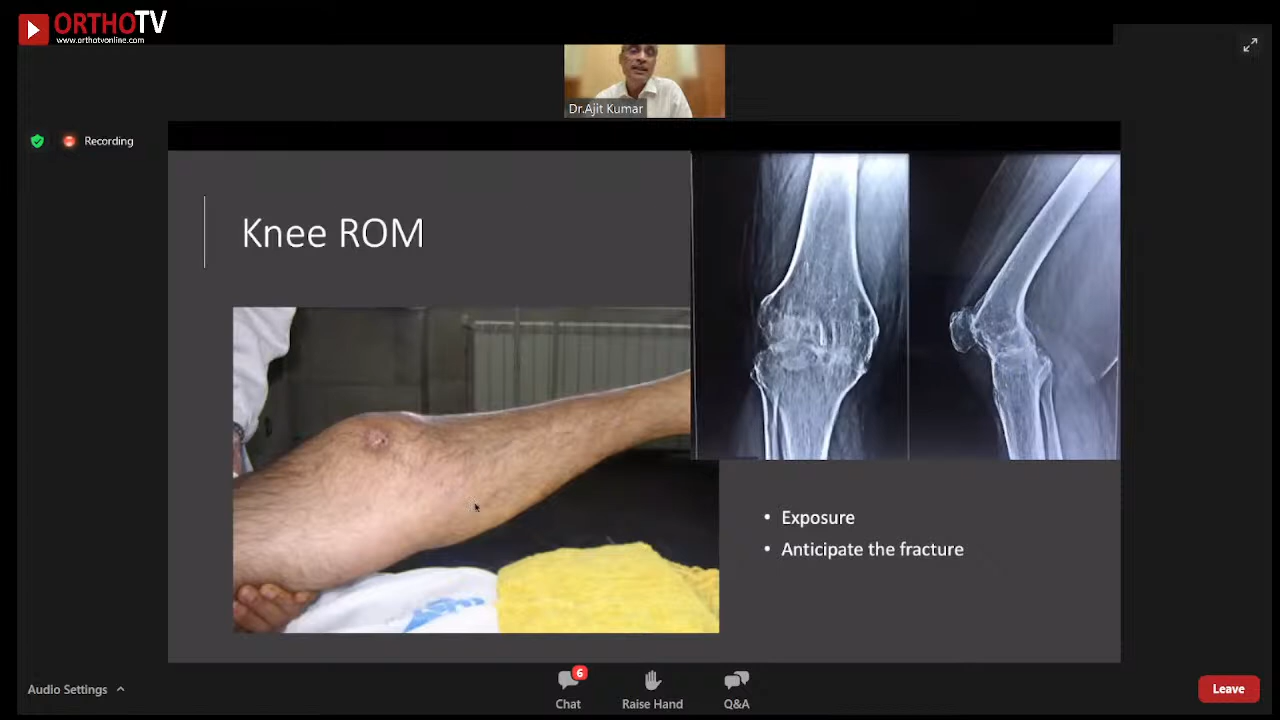 ORTHOTV
www.orthotvonline.com
Dr.Ajit Kumar
Recording
Knee ROM
• Exposure
• Anticipate the fracture
Audio Settings
6
Chat
Raise Hand
Q&A
Leave